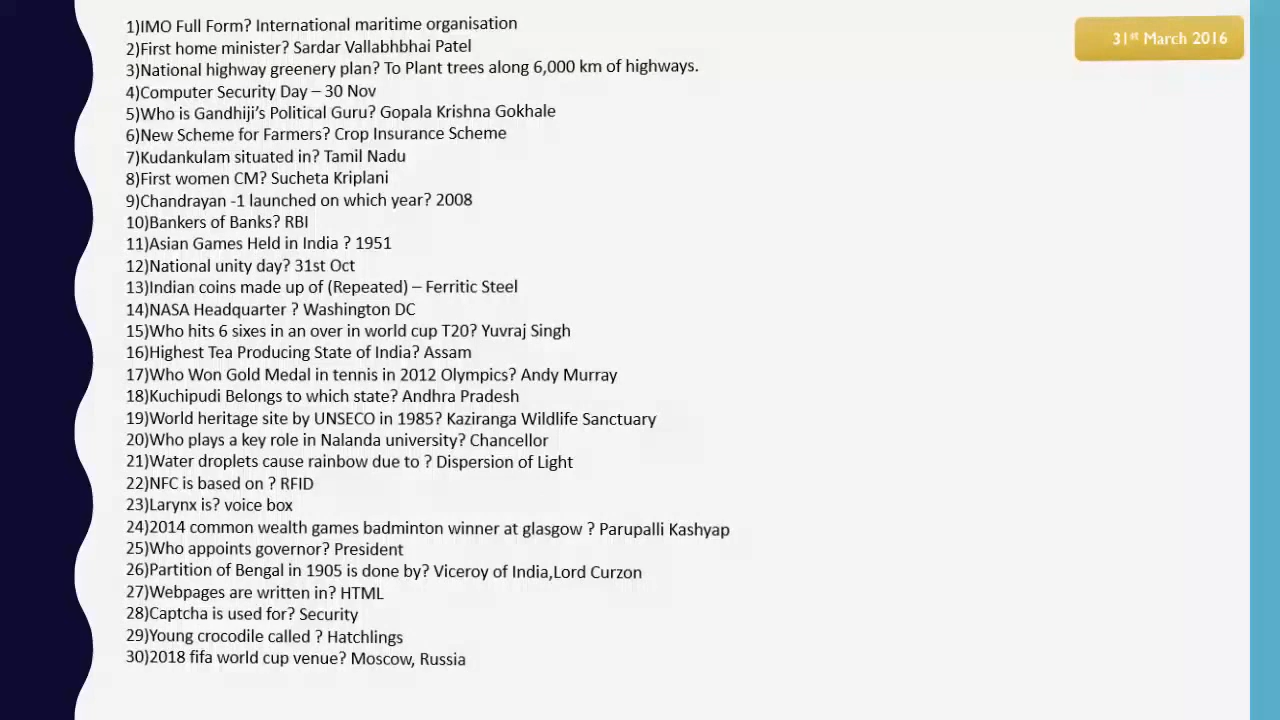 1)IMO Full Form? International maritime organisation
31st March 2016
2)First home minister? Sardar Vallabhbhai Patel
3)National highway greenery plan? To Plant trees along 6,000 km of highways.
4)Computer Security Day – 30 Nov
5)Who is Gandhiji's Political Guru? Gopala Krishna Gokhale
6)New Scheme for Farmers? Crop Insurance Scheme
7)Kudankulam situated in? Tamil Nadu
8)First women CM? Sucheta Kriplani
9)Chandrayan -1 launched on which year? 2008
10)Bankers of Banks? RBI
11)Asian Games Held in India ? 1951
12)National unity day? 31st Oct
13)Indian coins made up of (Repeated) – Ferritic Steel
14)NASA Headquarter ? Washington DC
15)Who hits 6 sixes in an over in world cup T20? Yuvraj Singh
16)Highest Tea Producing State of India? Assam
17)Who Won Gold Medal in tennis in 2012 Olympics? Andy Murray
18)Kuchipudi Belongs to which state? Andhra Pradesh
19)World heritage site by UNSECO in 1985? Kaziranga Wildlife Sanctuary
20)Who plays a key role in Nalanda university? Chancellor
21)Water droplets cause rainbow due to ? Dispersion of Light
22)NFC is based on ? RFID
23)Larynx is? voice box
24)2014 common wealth games badminton winner at glasgow ? Parupalli Kashyap
25)Who appoints governor? President
26)Partition of Bengal in 1905 is done by? Viceroy of India,Lord Curzon
27)Webpages are written in? HTML
28)Captcha is used for? Security
29)Young crocodile called ? Hatchlings
30)2018 fifa world cup venue? Moscow, Russia